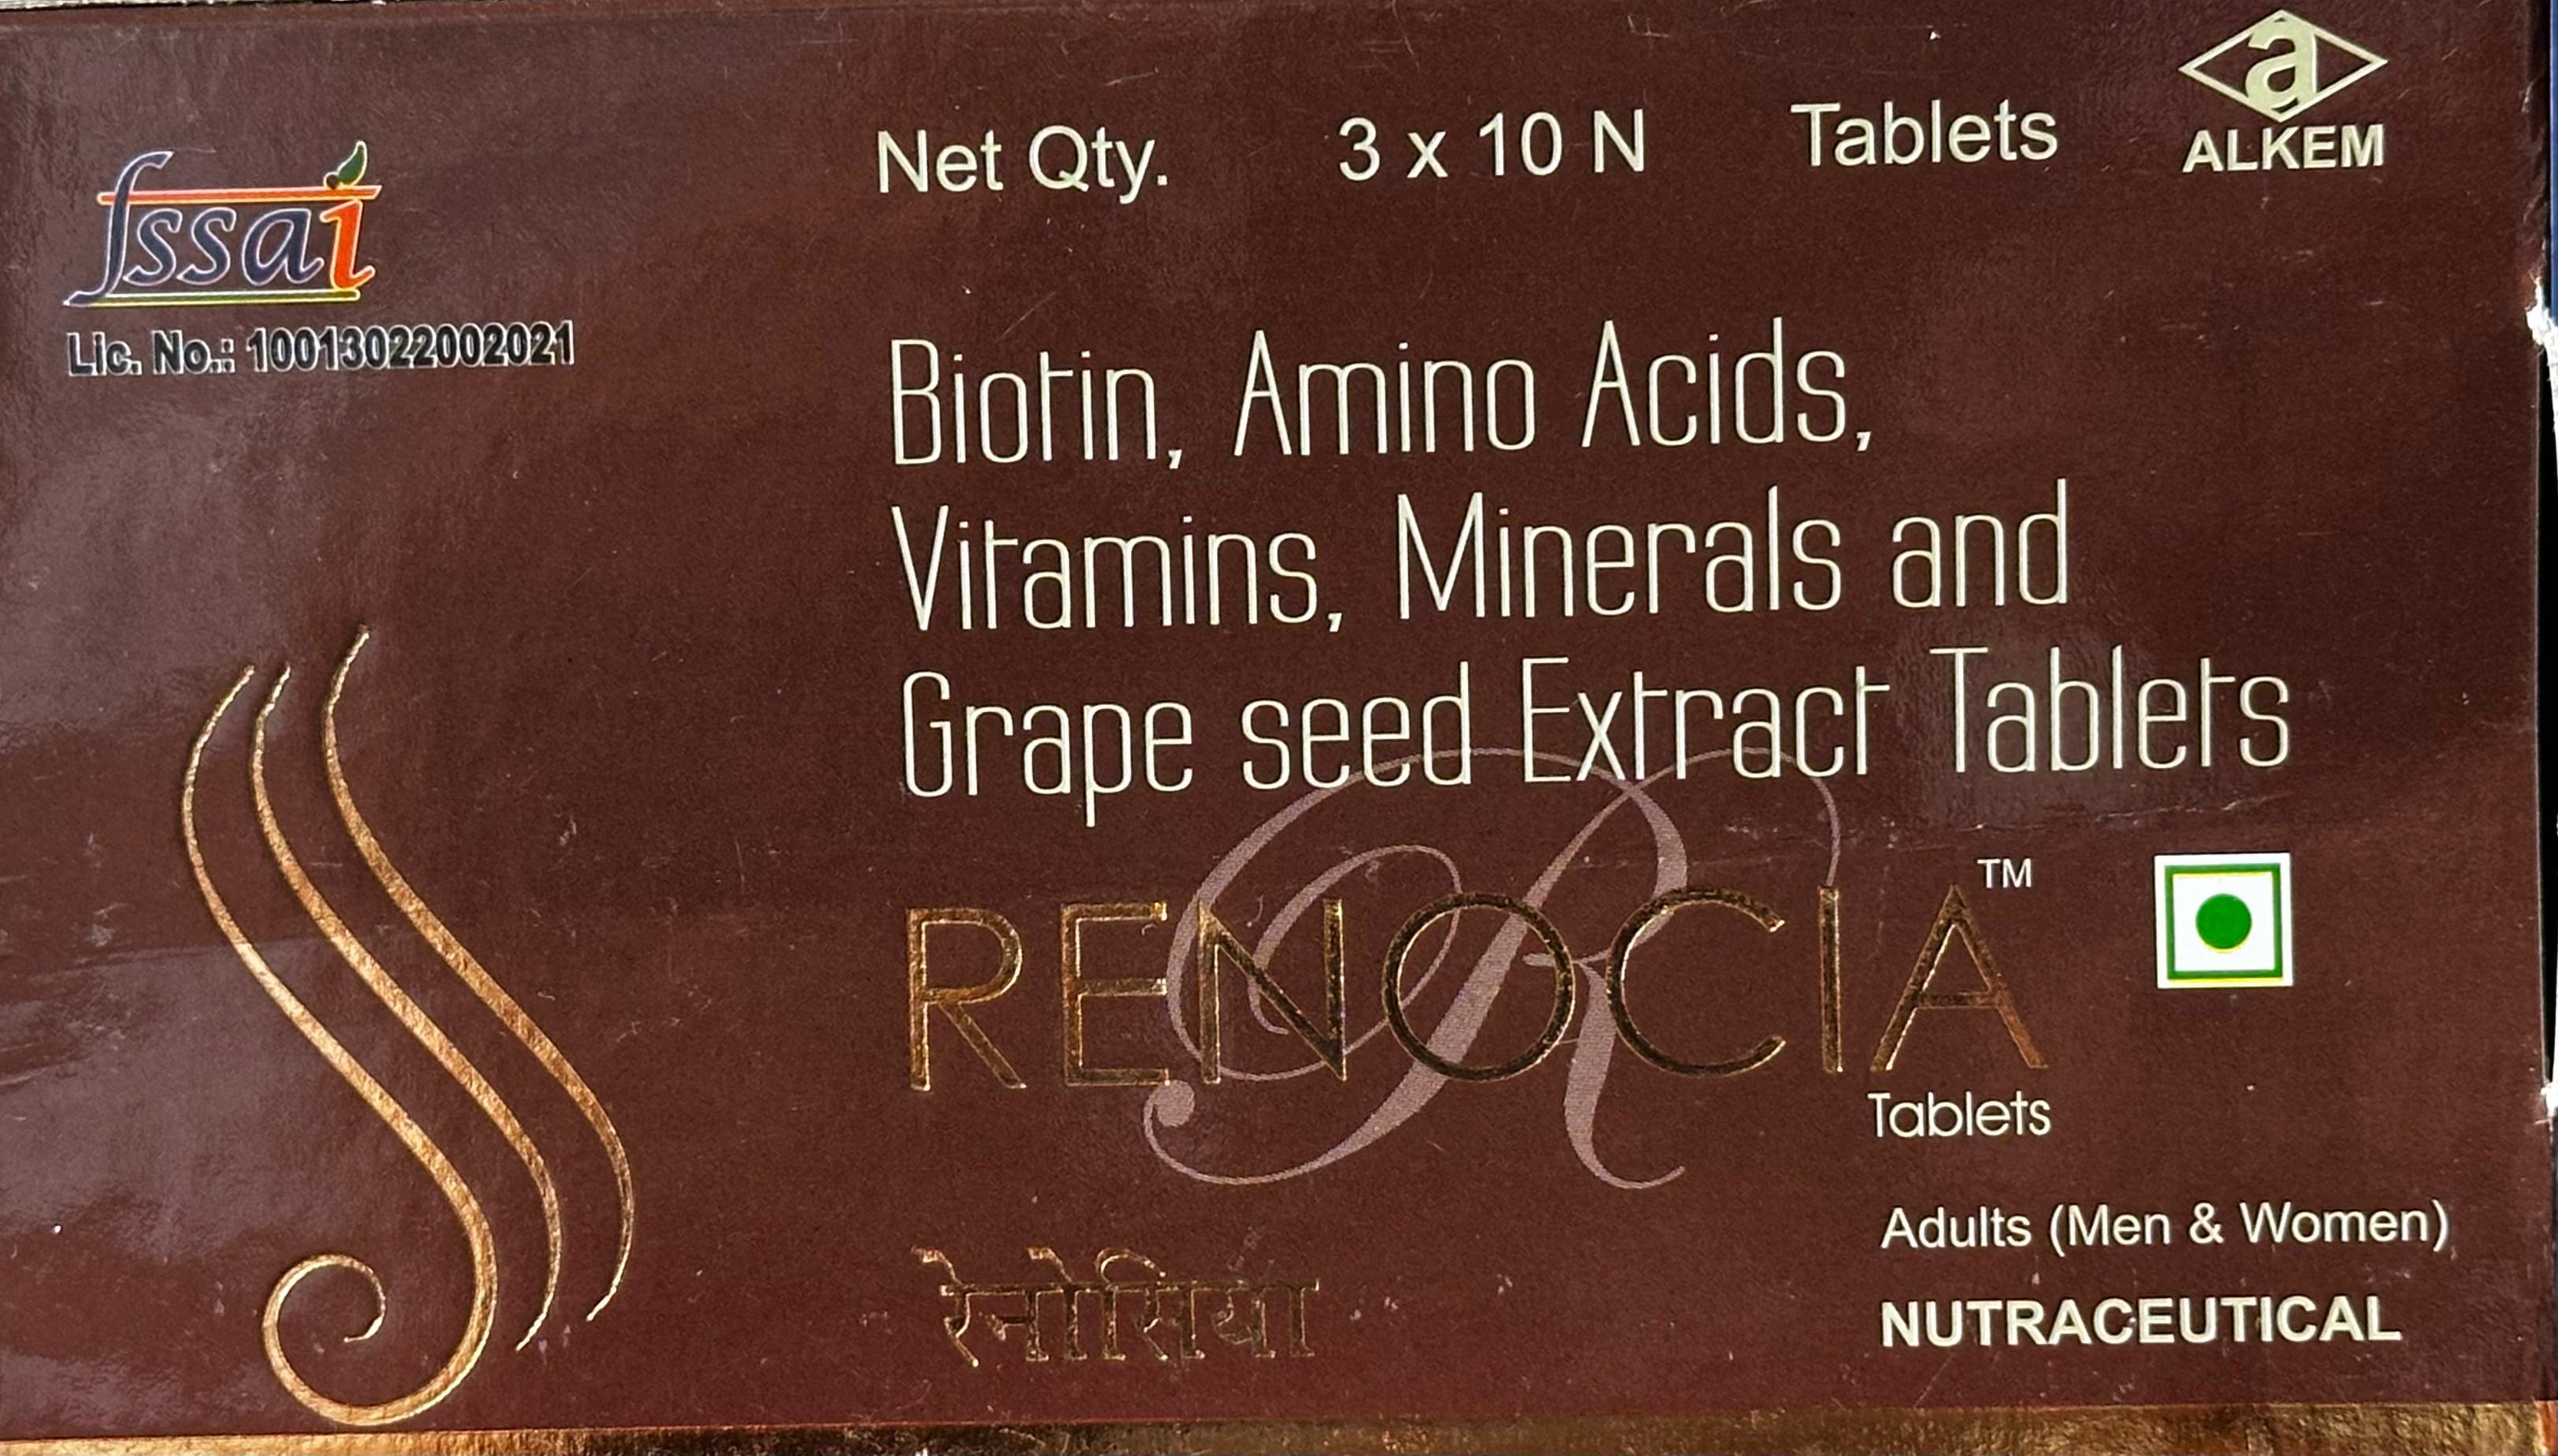 fssai
Lic. No.: 10013022002021
Net Qty. 3 x 10 N Tablets
a
ALKEM
Biotin, Amino Acids,
Vitamins, Minerals and
Grape seed Extract Tablets
R
RENOCIA™
Tablets
रेनोसिया
Adults (Men & Women)
NUTRACEUTICAL